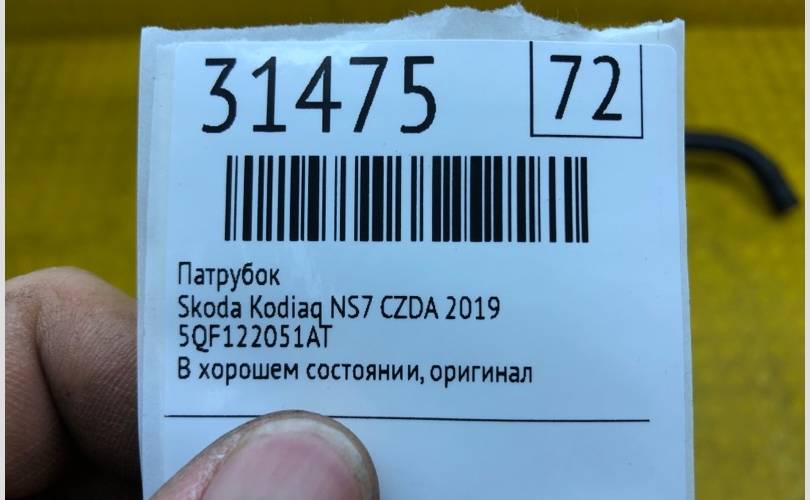 31475
72
Патрубок
Skoda Kodiaq NS7 CZDA 2019
5QF122051AT
В хорошем состоянии, оригинал